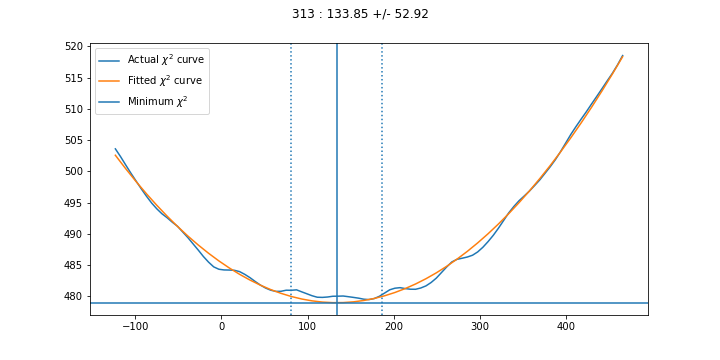 313 : 133.85 +/- 52.92
520
515
510
505
500
495
490
485
480
Actual χ² curve
Fitted χ² curve
Minimum χ²
−100 0 100 200 300 400